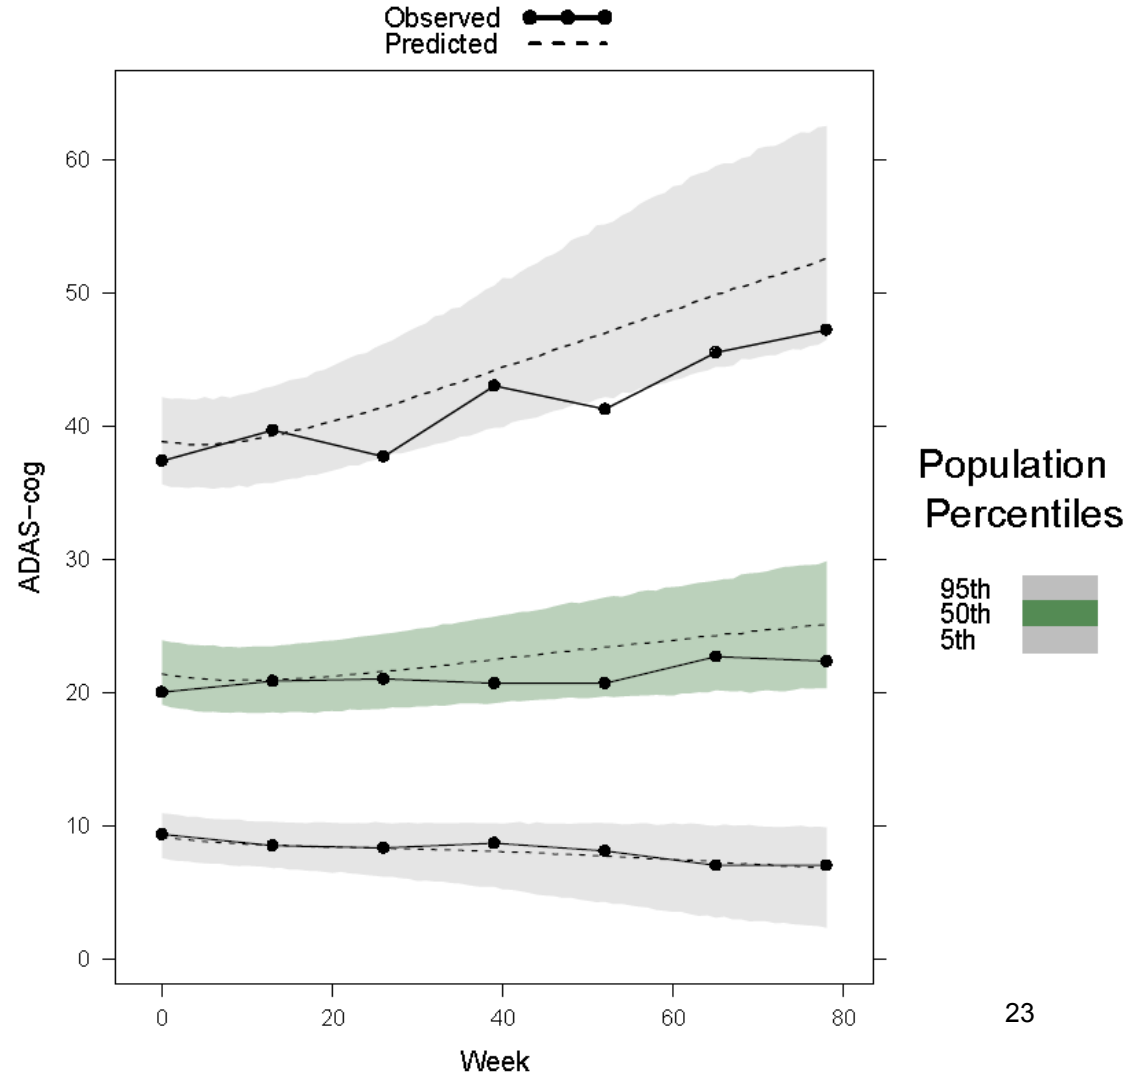 Observed
Predicted
60
50
40
30
20
10
0
ADAS-cog
0 20 40 60 80
Week
Population
Percentiles
95th
50th
5th
23